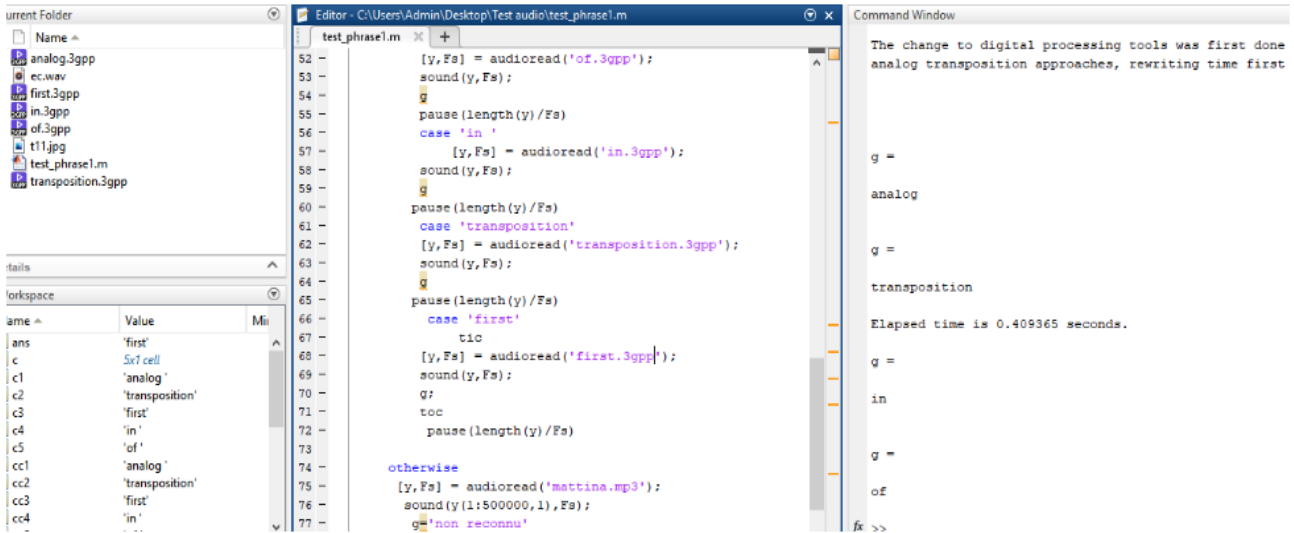 urrent Folder
Name
analog.3gpp
ec.wav
first.3gpp
in.3gpp
of.3gpp
t11.jpg
test_phrase1.m
transposition.3gpp
etails
Vorkspace
lame Value Mi
ans 'first'
c 5x1 cell
c1 'analog '
c2 'transposition'
c3 'first'
c4 'in '
c5 'of '
cc1 'analog '
cc2 'transposition'
cc3 'first'
cc4 'in '
Editor - C:\Users\Admin\Desktop\Test audio\test_phrase1.m
test_phrase1.m
52 - [y,Fs] = audioread('of.3gpp');
53 - sound(y,Fs);
54 - g
55 - pause(length(y)/Fs)
56 - case 'in '
57 - [y,Fs] = audioread('in.3gpp');
58 - sound(y,Fs);
59 - g
60 - pause(length(y)/Fs)
61 - case 'transposition'
62 - [y,Fs] = audioread('transposition.3gpp');
63 - sound(y,Fs);
64 - g
65 - pause(length(y)/Fs)
66 - case 'first'
67 - tic
68 - [y,Fs] = audioread('first.3gpp');
69 - sound(y,Fs);
70 - g;
71 - toc
72 - pause(length(y)/Fs)
73
74 - otherwise
75 - [y,Fs] = audioread('mattina.mp3');
76 - sound(y(1:500000,1),Fs);
77 - g='non reconnu'
Command Window
The change to digital processing tools was first done
analog transposition approaches, rewriting time first
g =
analog
g =
transposition
Elapsed time is 0.409365 seconds.
g =
in
g =
of
fx >>